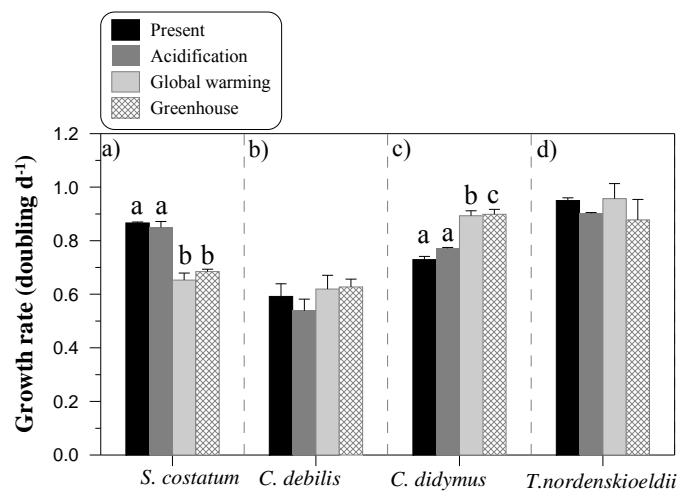 Present
Acidification
Global warming
Greenhouse
Growth rate (doubling d-1)
1.2
1.0
0.8
0.6
0.4
0.2
0.0
a) b) c) d)
a a b b
a a b c
S. costatum C. debilis C. didymus T.nordenskioeldii